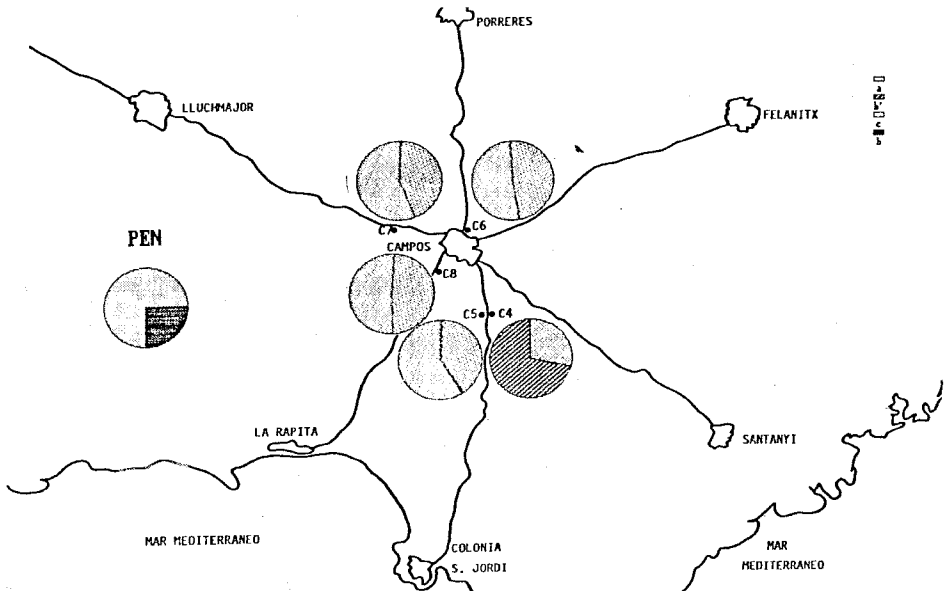 PORRERES
LLUCHMAJOR
FELANITX
C7
C6
CAMPOS
PEN
C8
C5
C4
LA RAPITA
SANTANYI
MAR MEDITERRANEO
COLONIA
S. JORDI
MAR
MEDITERRANEO